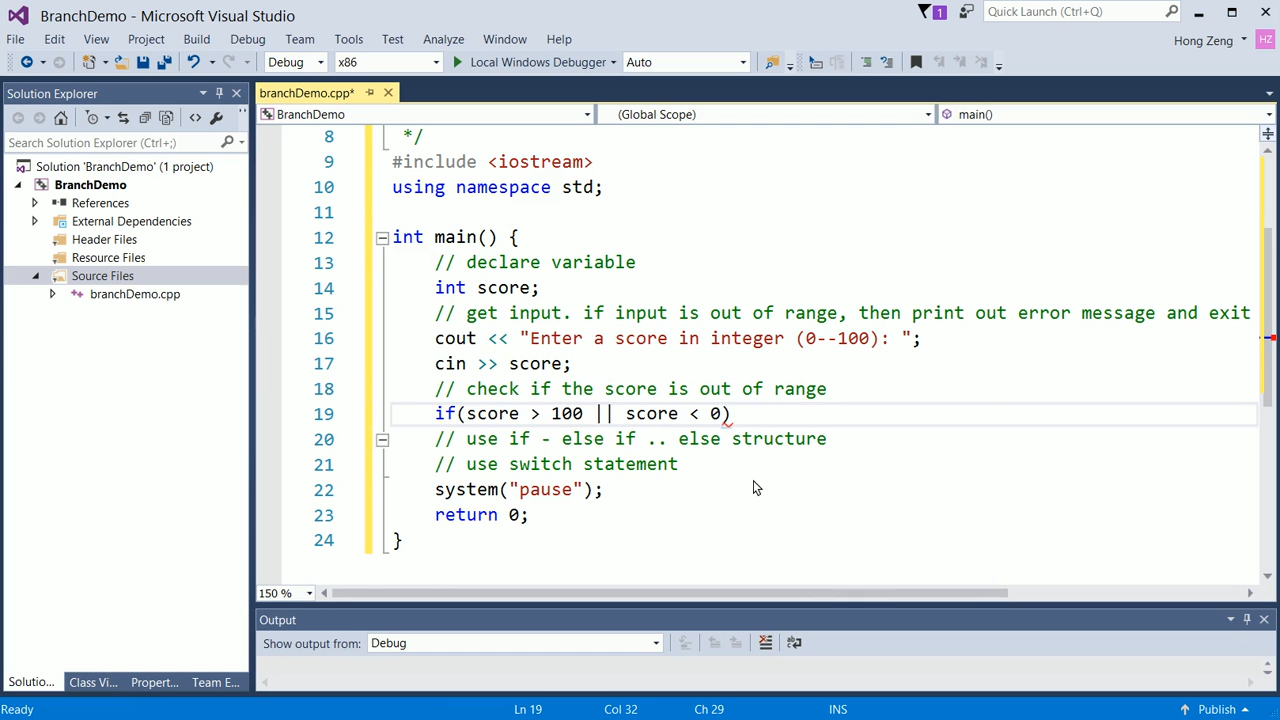 BranchDemo - Microsoft Visual Studio
1
Quick Launch (Ctrl+Q)
File Edit View Project Build Debug Team Tools Test Analyze Window Help
Hong Zeng
HZ
Debug x86 Local Windows Debugger Auto
Solution Explorer
Search Solution Explorer (Ctrl+;)
Solution 'BranchDemo' (1 project)
BranchDemo
References
External Dependencies
Header Files
Resource Files
Source Files
branchDemo.cpp
Solutio... Class Vi... Propert... Team E...
branchDemo.cpp*
BranchDemo (Global Scope) main()
8 */
9 #include <iostream>
10 using namespace std;
11
12 int main() {
13 // declare variable
14 int score;
15 // get input. if input is out of range, then print out error message and exit
16 cout << "Enter a score in integer (0--100): ";
17 cin >> score;
18 // check if the score is out of range
19 if(score > 100 || score < 0)
20 // use if - else if .. else structure
21 // use switch statement
22 system("pause");
23 return 0;
24 }
150 %
Output
Show output from: Debug
Ready Ln 19 Col 32 Ch 29 INS Publish